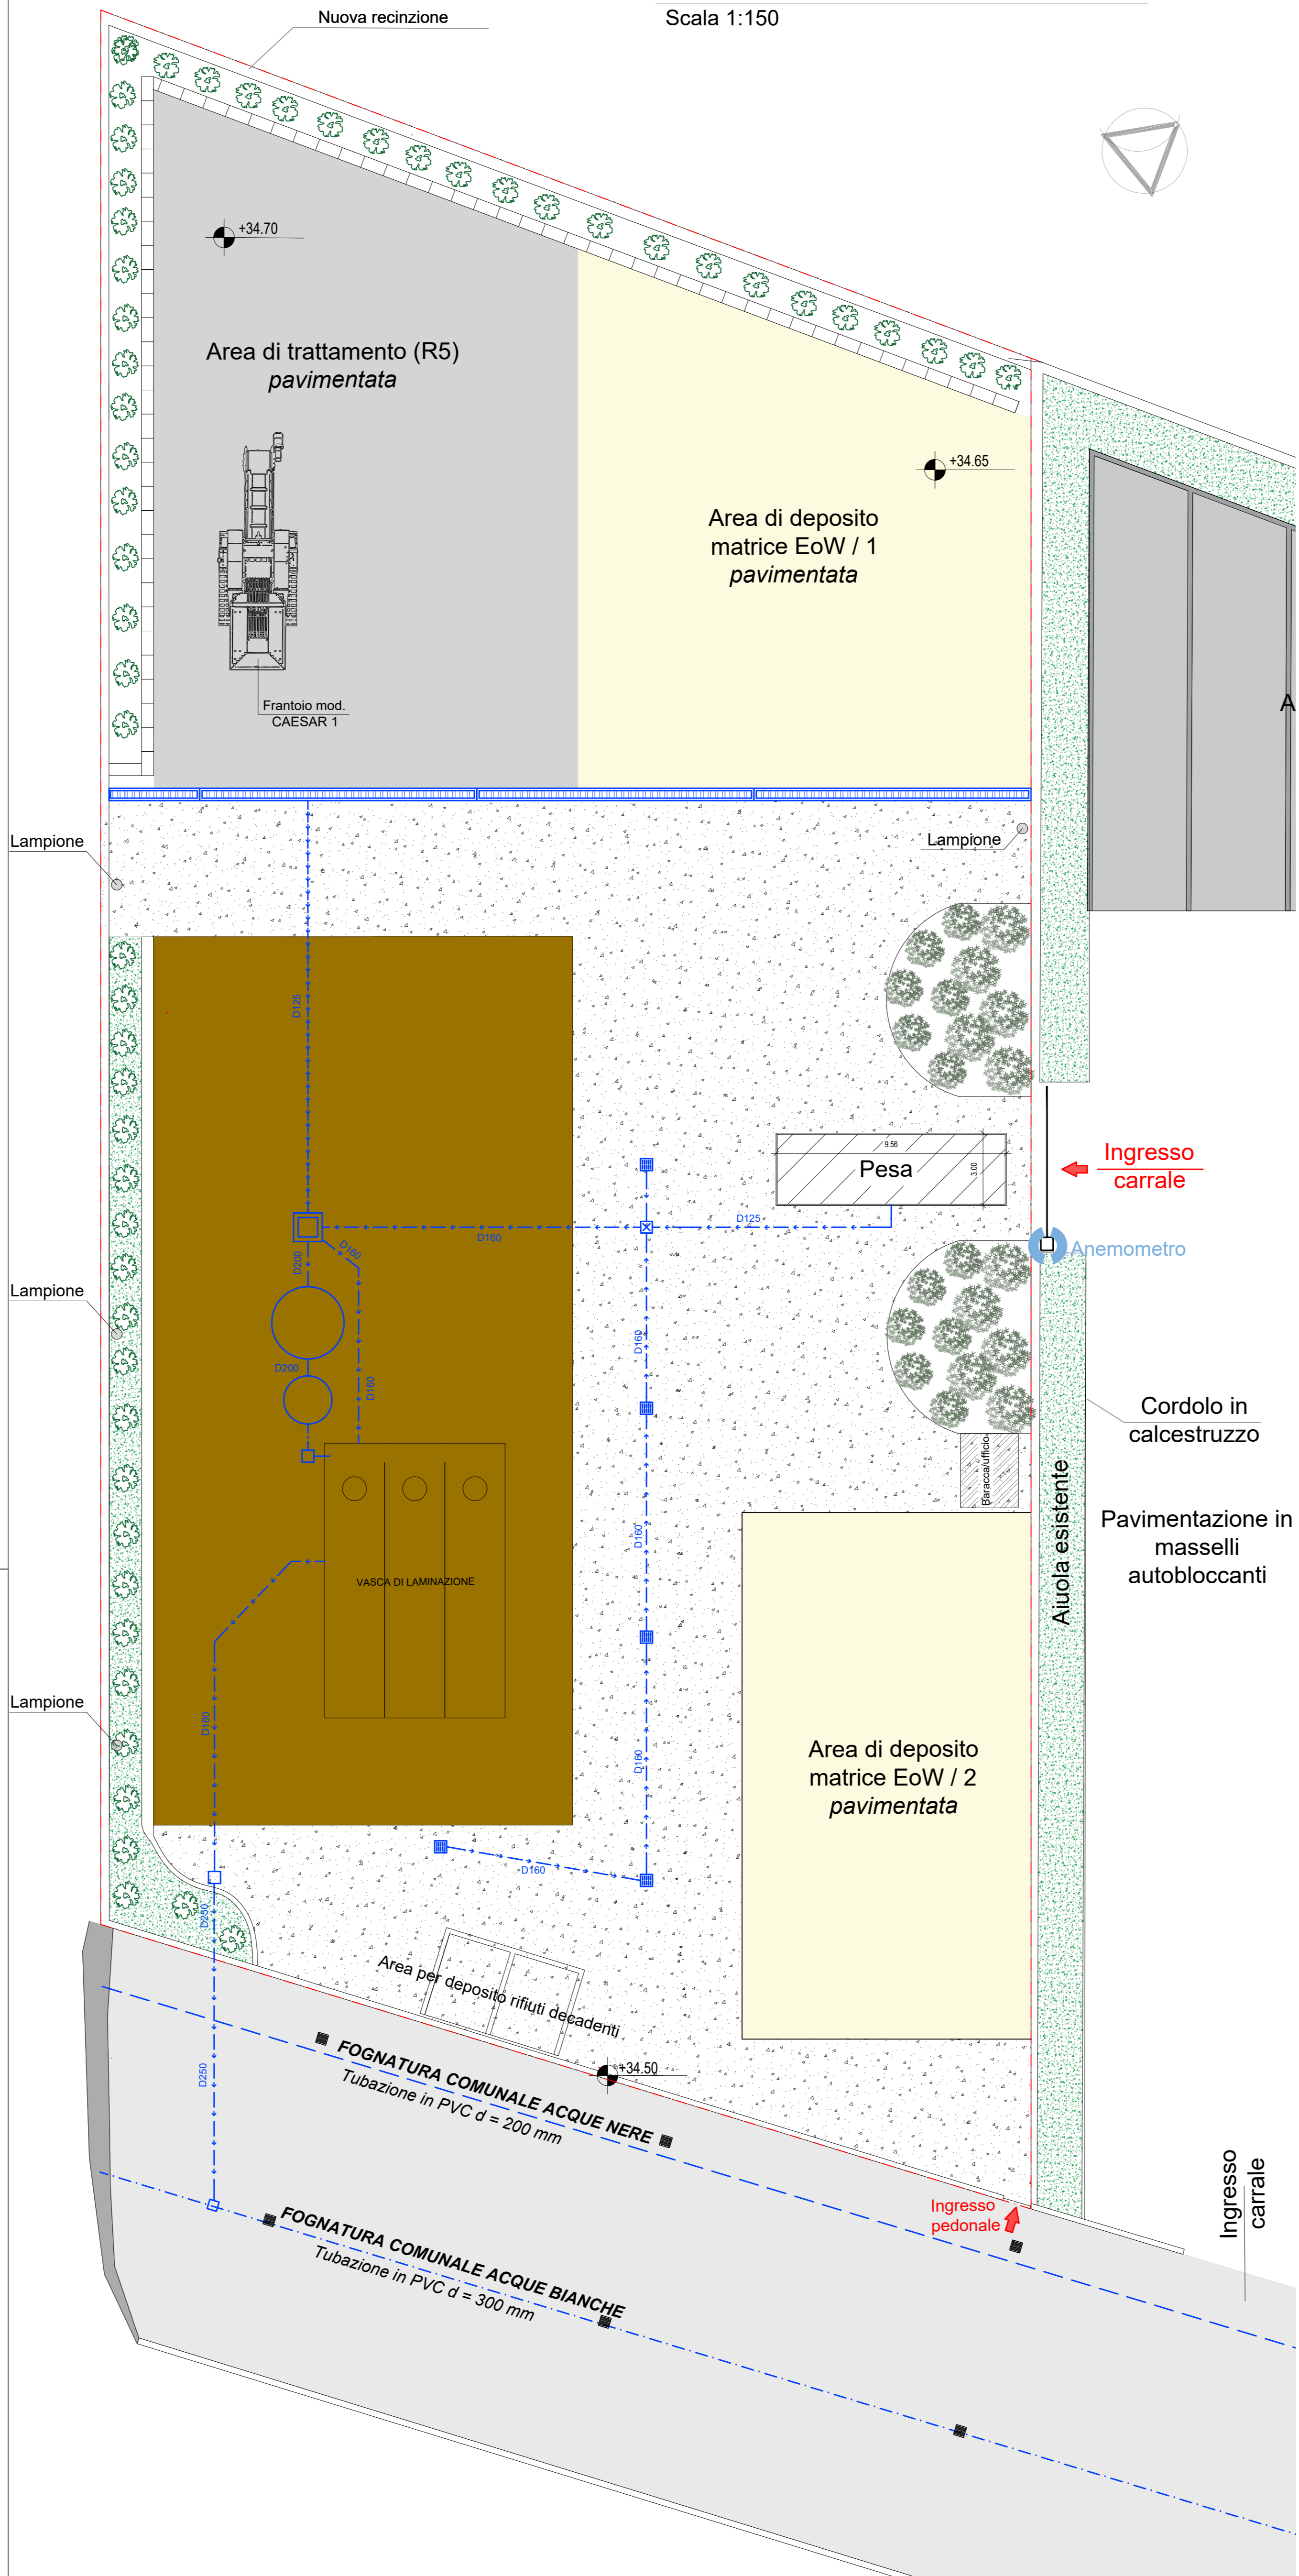 Scala 1:150
Nuova recinzione
+34.70
Area di trattamento (R5)
pavimentata
+34.65
Area di deposito
matrice EoW / 1
pavimentata
Frantoio mod.
CAESAR 1
A
Lampione
Lampione
D125
Pesa
9.56
3.00
Ingresso
carrale
D125
D160
D160
D200
Anemometro
Lampione
D160
D200
D160
Cordolo in
calcestruzzo
Baracca/ufficio
Aiuola esistente
Pavimentazione in
masselli
autobloccanti
D160
VASCA DI LAMINAZIONE
Lampione
D160
D160
Area di deposito
matrice EoW / 2
pavimentata
D160
D250
Area per deposito rifiuti decadenti
+34.50
D250
FOGNATURA COMUNALE ACQUE NERE
Tubazione in PVC d = 200 mm
Ingresso
pedonale
Ingresso
carrale
FOGNATURA COMUNALE ACQUE BIANCHE
Tubazione in PVC d = 300 mm